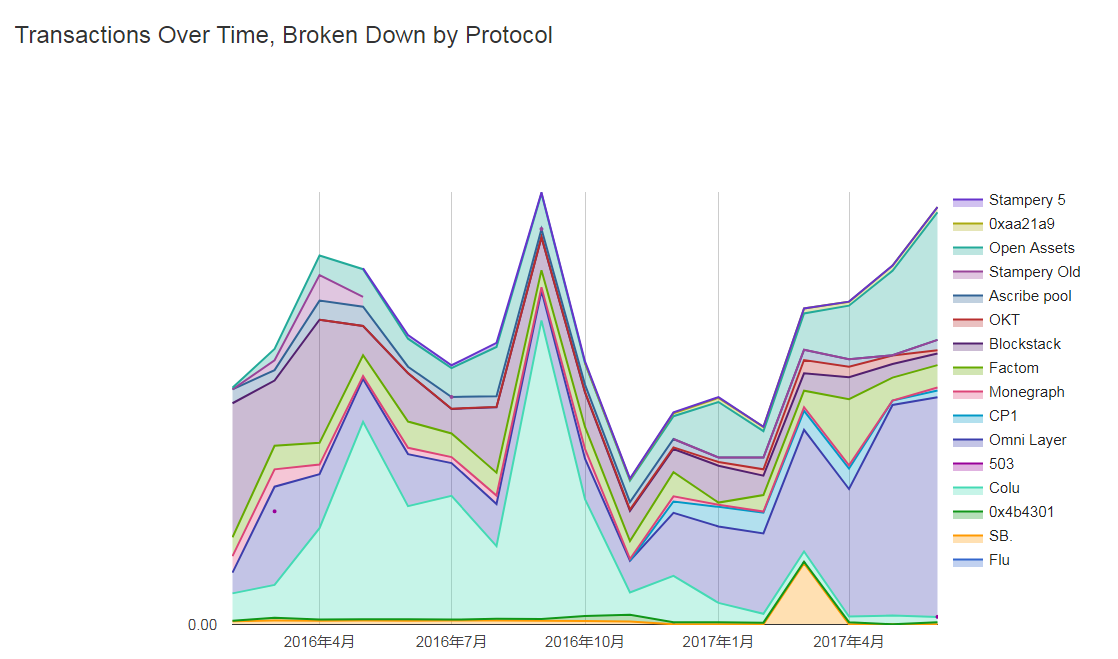 Transactions Over Time, Broken Down by Protocol
Stampery 5
0xaa21a9
Open Assets
Stampery Old
Ascribe pool
OKT
Blockstack
Factom
Monegraph
CP1
Omni Layer
503
Colu
0x4b4301
SB.
Flu
0.00
2016年4月
2016年7月
2016年10月
2017年1月
2017年4月